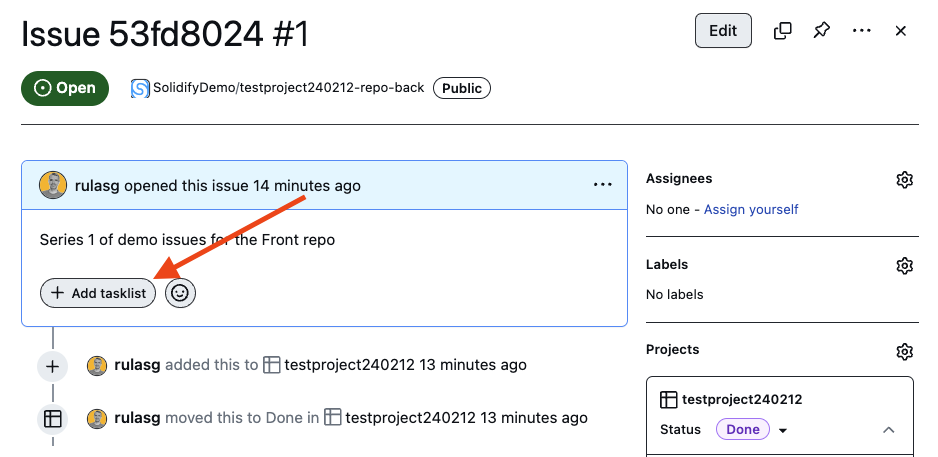 Issue 53fd8024 #1
Edit
Open
SolidifyDemo/testproject240212-repo-back
Public
rulasg opened this issue 14 minutes ago
Series 1 of demo issues for the Front repo
Add tasklist
rulasg added this to testproject240212 13 minutes ago
rulasg moved this to Done in testproject240212 13 minutes ago
Assignees
No one - Assign yourself
Labels
No labels
Projects
testproject240212
Status Done